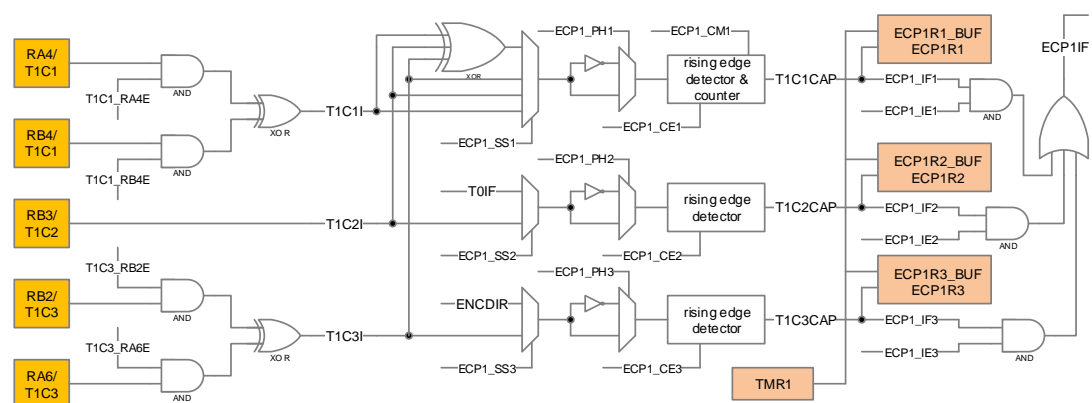 RA4/
T1C1
T1C1_RA4E
AND
RB4/
T1C1
T1C1_RB4E
AND
XOR
T1C1I
RB3/
T1C2
T1C2I
T1C3_RB2E
RB2/
T1C3
AND
T1C3_RA6E
RA6/
T1C3
AND
XOR
T1C3I
XOR
ECP1_SS1
ECP1_PH1
ECP1_CM1
rising edge
detector &
counter
ECP1_CE1
T1C1CAP
T0IF
ECP1_SS2
ECP1_PH2
rising edge
detector
ECP1_CE2
T1C2CAP
ENCDIR
ECP1_SS3
ECP1_PH3
rising edge
detector
ECP1_CE3
T1C3CAP
TMR1
ECP1R1_BUF
ECP1R1
ECP1_IF1
ECP1_IE1
AND
ECP1R2_BUF
ECP1R2
ECP1_IF2
ECP1_IE2
AND
ECP1R3_BUF
ECP1R3
ECP1_IF3
ECP1_IE3
AND
ECP1IF